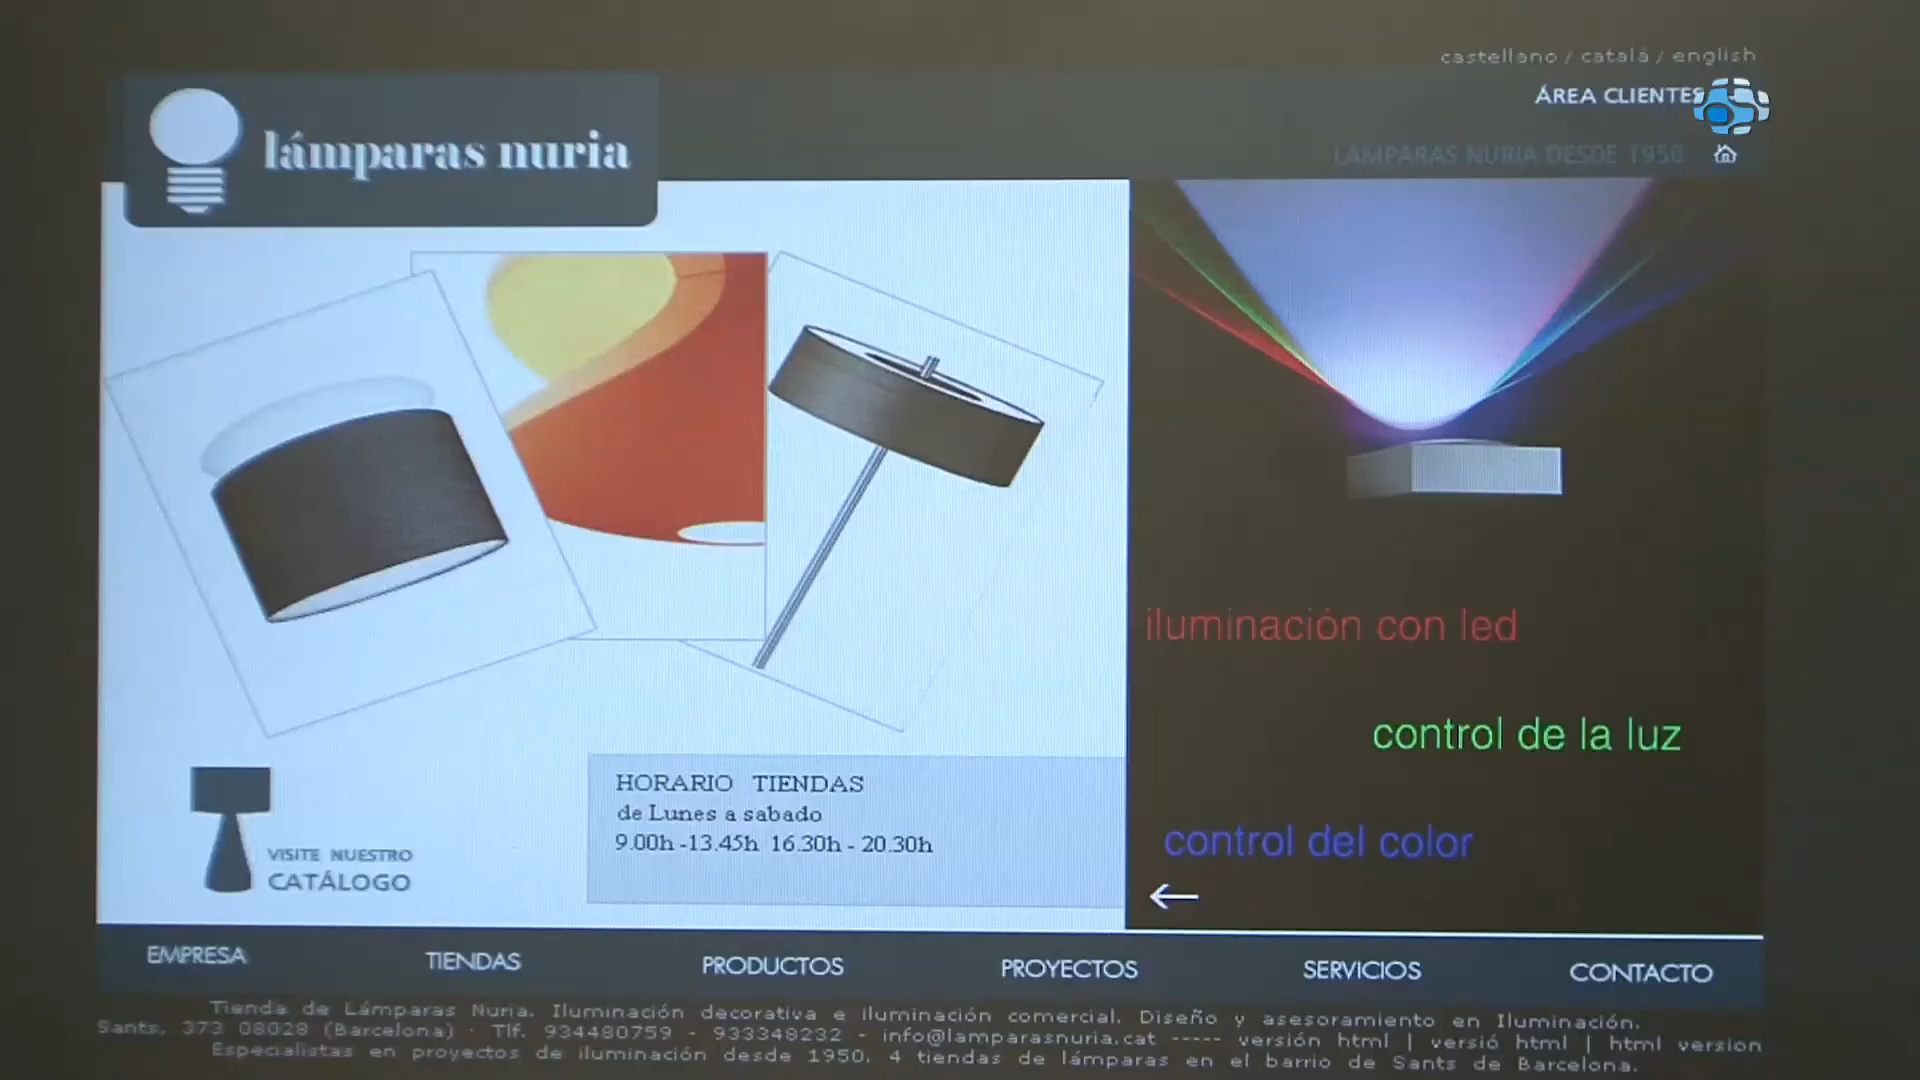 castellano / catalá / english
ÁREA CLIENTES
lámparas nuria
LÁMPARAS NURIA DESDE 1950
iluminación con led
control de la luz
control del color
HORARIO TIENDAS
de Lunes a sabado
9.00h -13.45h 16.30h - 20.30h
VISITE NUESTRO
CATÁLOGO
EMPRESA TIENDAS PRODUCTOS PROYECTOS SERVICIOS CONTACTO
Tienda de Lámparas Nuria. Iluminación decorativa e iluminación comercial. Diseño y asesoramiento en Iluminación.
Sants, 373 08028 (Barcelona) · Tlf. 934480759 - 933348232 - info@lamparasnuria.cat ----- versión html | versió html | html version
Especialistas en proyectos de iluminación desde 1950. 4 tiendas de lámparas en el barrio de Sants de Barcelona.